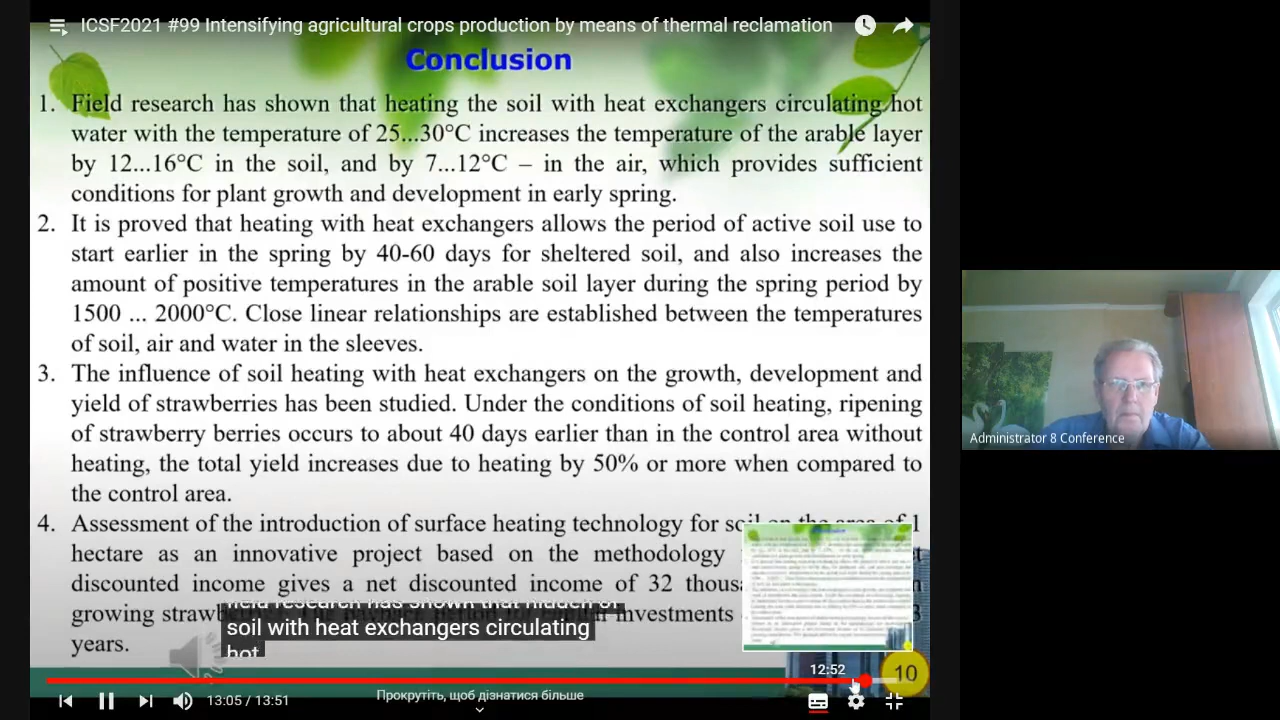 ICSF2021 #99 Intensifying agricultural crops production by means of thermal reclamation
Conclusion
1. Field research has shown that heating the soil with heat exchangers circulating hot
water with the temperature of 25...30°C increases the temperature of the arable layer
by 12...16°C in the soil, and by 7...12°C – in the air, which provides sufficient
conditions for plant growth and development in early spring.
2. It is proved that heating with heat exchangers allows the period of active soil use to
start earlier in the spring by 40-60 days for sheltered soil, and also increases the
amount of positive temperatures in the arable soil layer during the spring period by
1500 ... 2000°C. Close linear relationships are established between the temperatures
of soil, air and water in the sleeves.
3. The influence of soil heating with heat exchangers on the growth, development and
yield of strawberries has been studied. Under the conditions of soil heating, ripening
of strawberry berries occurs to about 40 days earlier than in the control area without
heating, the total yield increases due to heating by 50% or more when compared to
the control area.
4. Assessment of the introduction of surface heating technology for soil on the area of 1
hectare as an innovative project based on the methodology
discounted income gives a net discounted income of 32
growing investments 3
years.
soil with heat exchangers circulating
hot
12:52
10
13:05 / 13:51
Прокрутіть, щоб дізнатися більше
Administrator 8 Conference